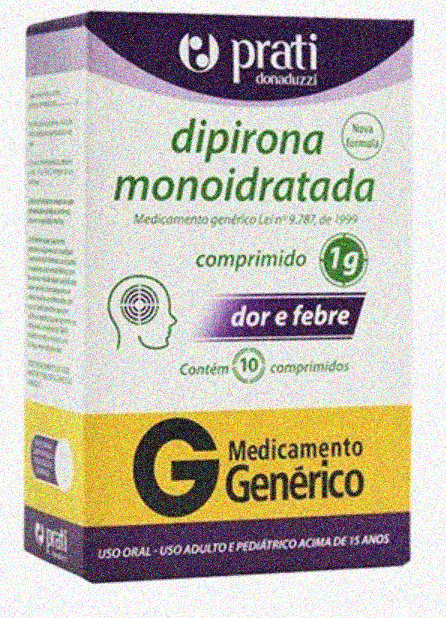 prati
donaduzzi
dipirona
Nova
fórmula
monoidratada
Medicamento genérico Lei nº 9.787, de 1999
comprimido 1g
dor e febre
Contém 10 comprimidos
G Medicamento
Genérico
USO ORAL - USO ADULTO E PEDIÁTRICO ACIMA DE 15 ANOS
prati
donaduzzi